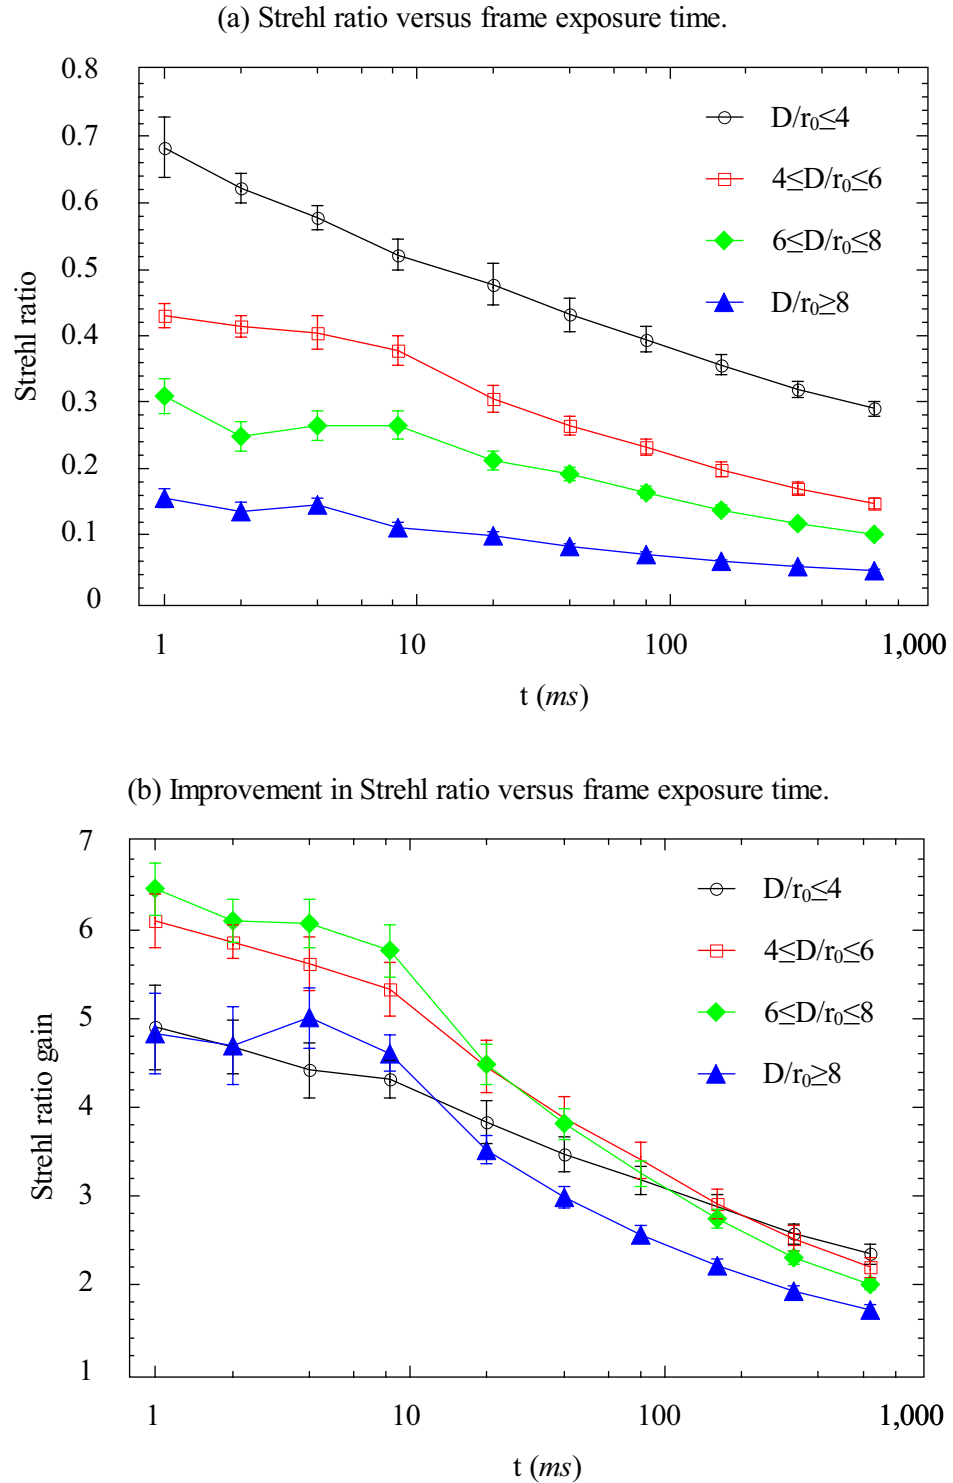 (a) Strehl ratio versus frame exposure time.
0.8
0.7
0.6
0.5
0.4
0.3
0.2
0.1
0
Strehl ratio
D/r₀≤4
4≤D/r₀≤6
6≤D/r₀≤8
D/r₀≥8
1 10 100 1,000
t (ms)
(b) Improvement in Strehl ratio versus frame exposure time.
7
6
5
4
3
2
1
Strehl ratio gain
D/r₀≤4
4≤D/r₀≤6
6≤D/r₀≤8
D/r₀≥8
1 10 100 1,000
t (ms)